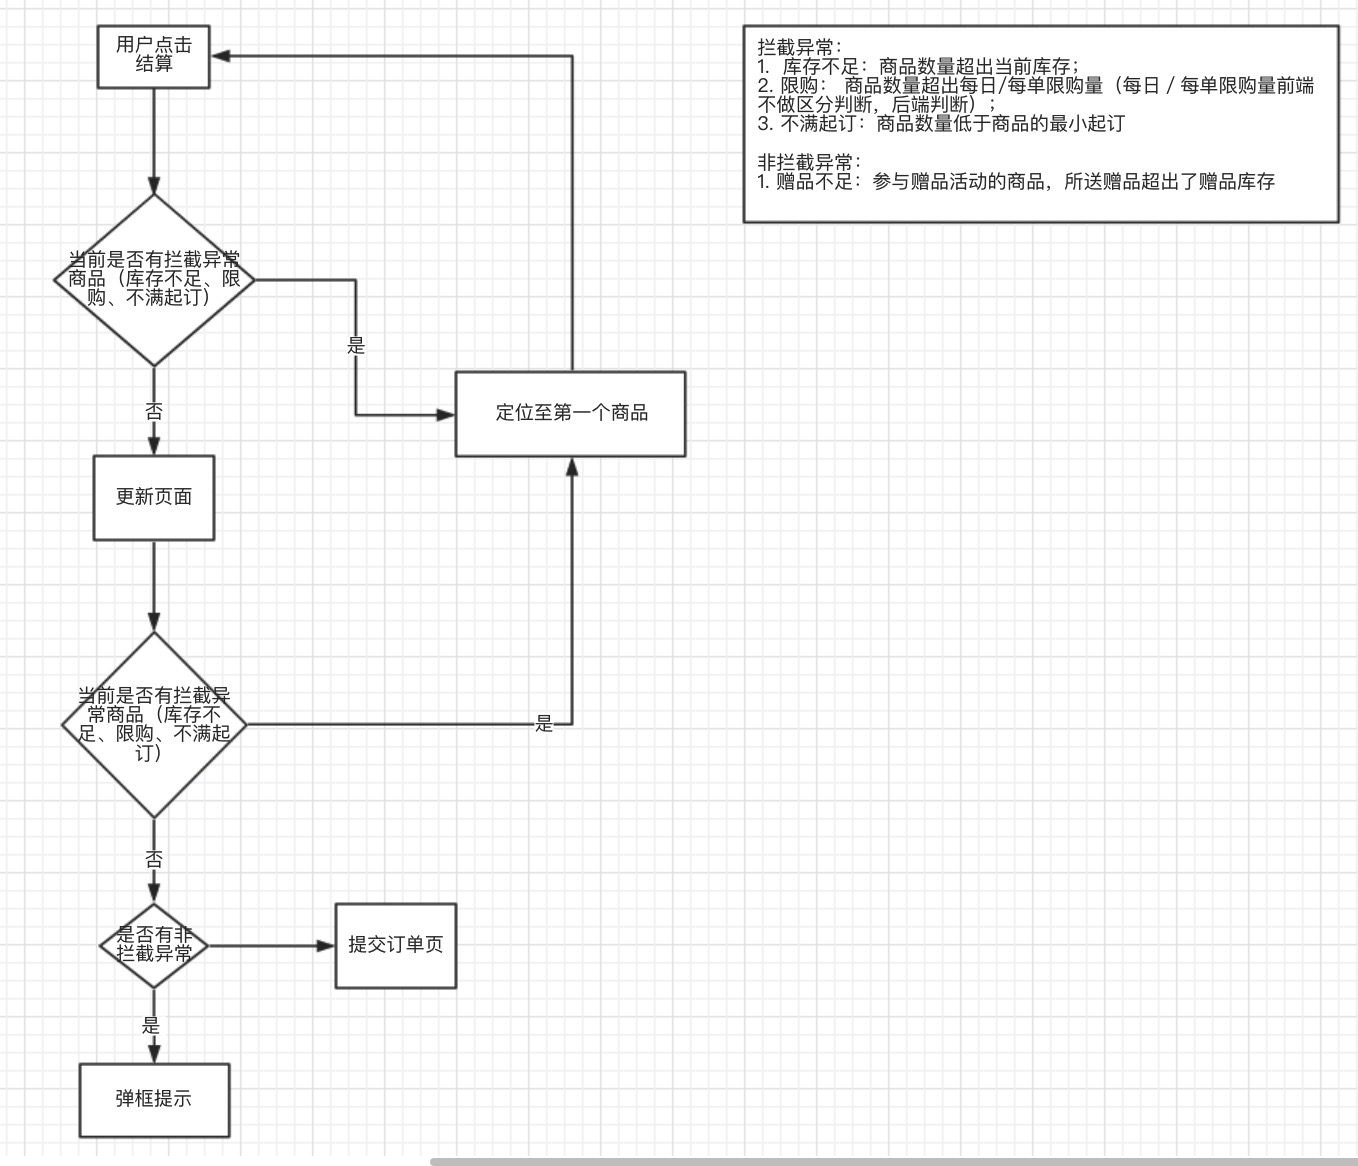 用户点击
结算
拦截异常：
1. 库存不足：商品数量超出当前库存；
2. 限购： 商品数量超出每日/每单限购量（每日 / 每单限购量前端
不做区分判断，后端判断）；
3. 不满起订：商品数量低于商品的最小起订
非拦截异常：
1. 赠品不足：参与赠品活动的商品，所送赠品超出了赠品库存
当前是否有拦截异常
商品（库存不足、限
购、不满起订）
是
否
定位至第一个商品
更新页面
当前是否有拦截异
常商品（库存不
足、限购、不满起
订）
是
否
是否有非
拦截异常
提交订单页
是
弹框提示